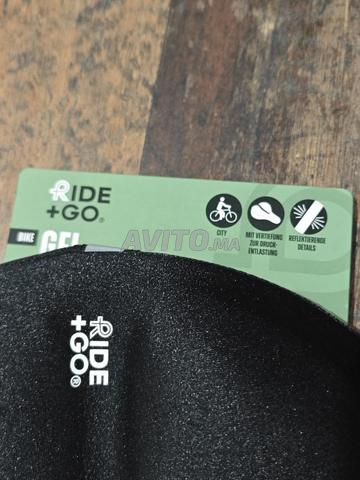 RIDE
+GO®
CITY
MIT VERTIEFUNG
ZUR DRUCK-
ENTLASTUNG
REFLEKTIERENDE
DETAILS
AVITO.MA
BIKE
GEL
RIDE
+GO®